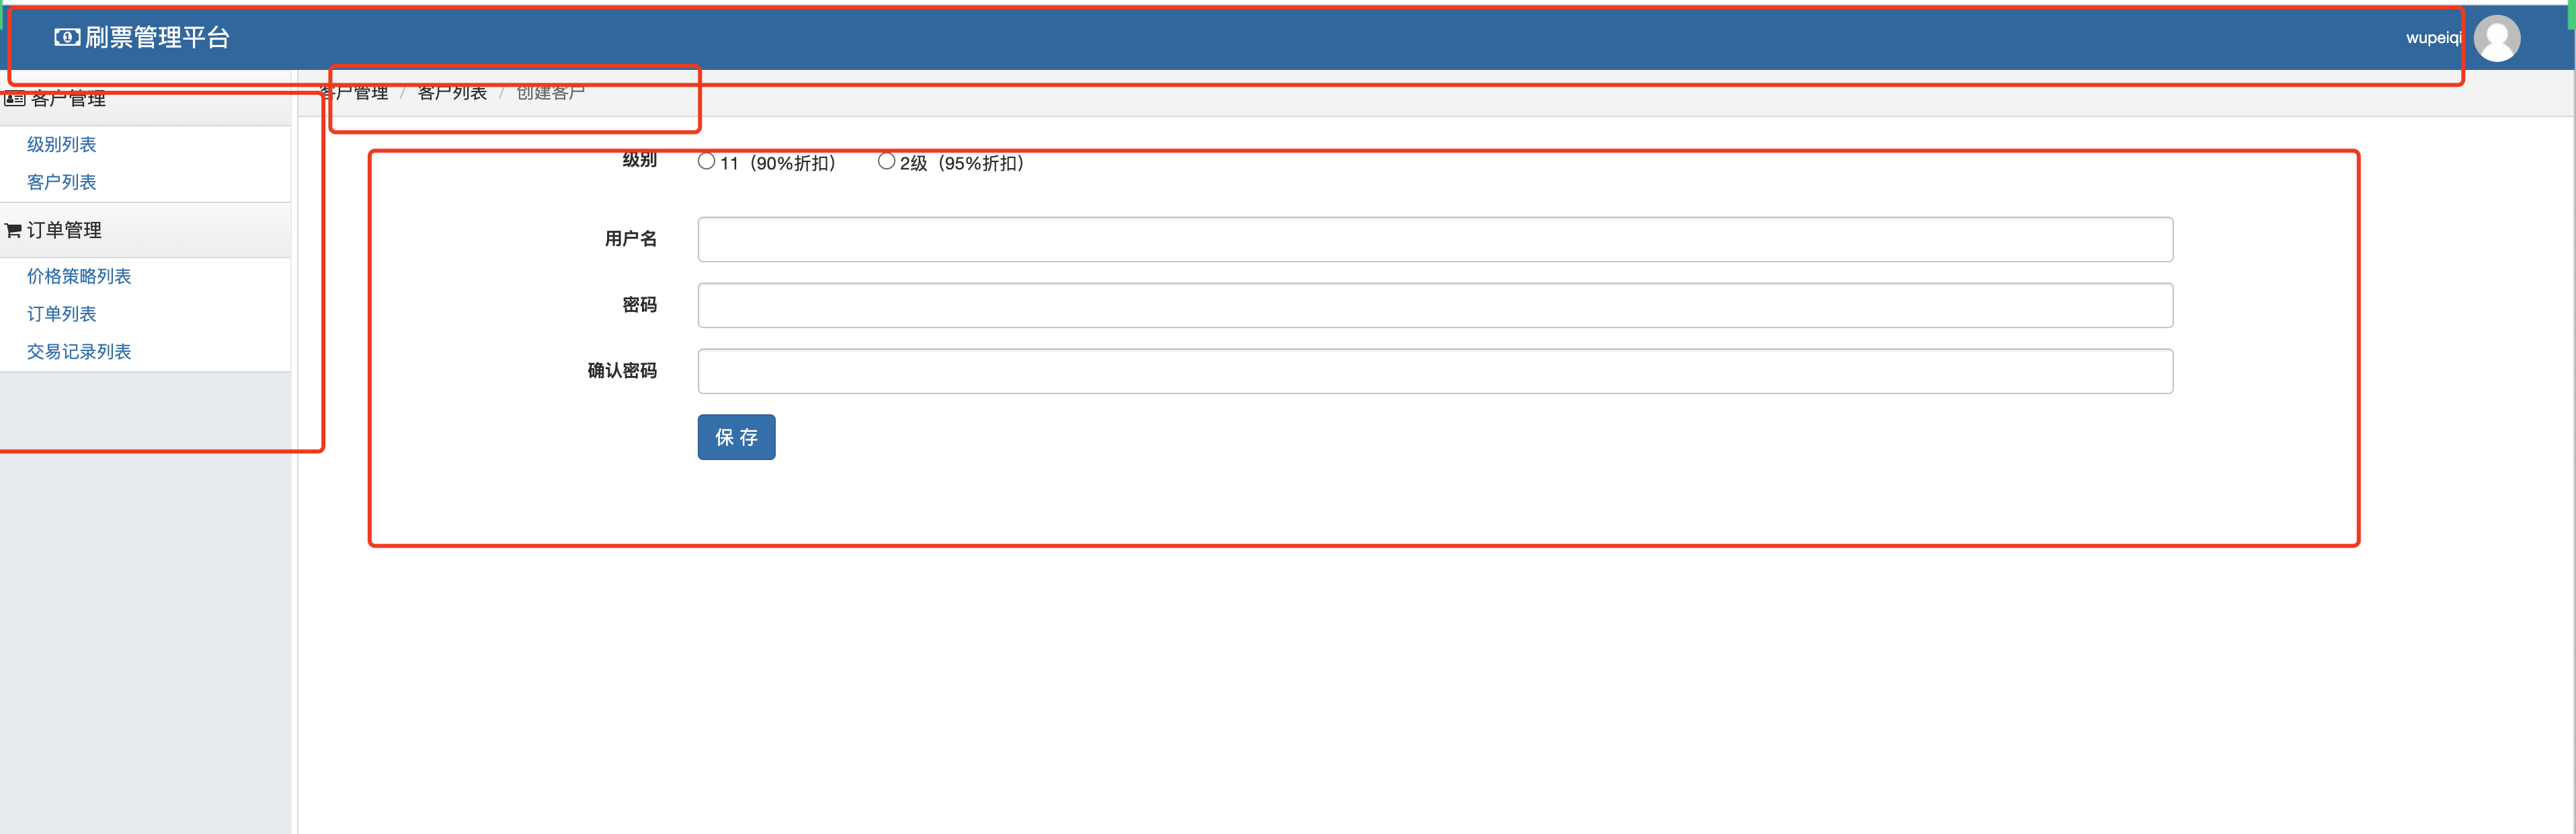 刷票管理平台
wupeiqi
客户管理
级别列表
客户列表
订单管理
价格策略列表
订单列表
交易记录列表
客户管理 / 客户列表 / 创建客户
级别 11（90%折扣） 2级（95%折扣）
用户名
密码
确认密码
保 存